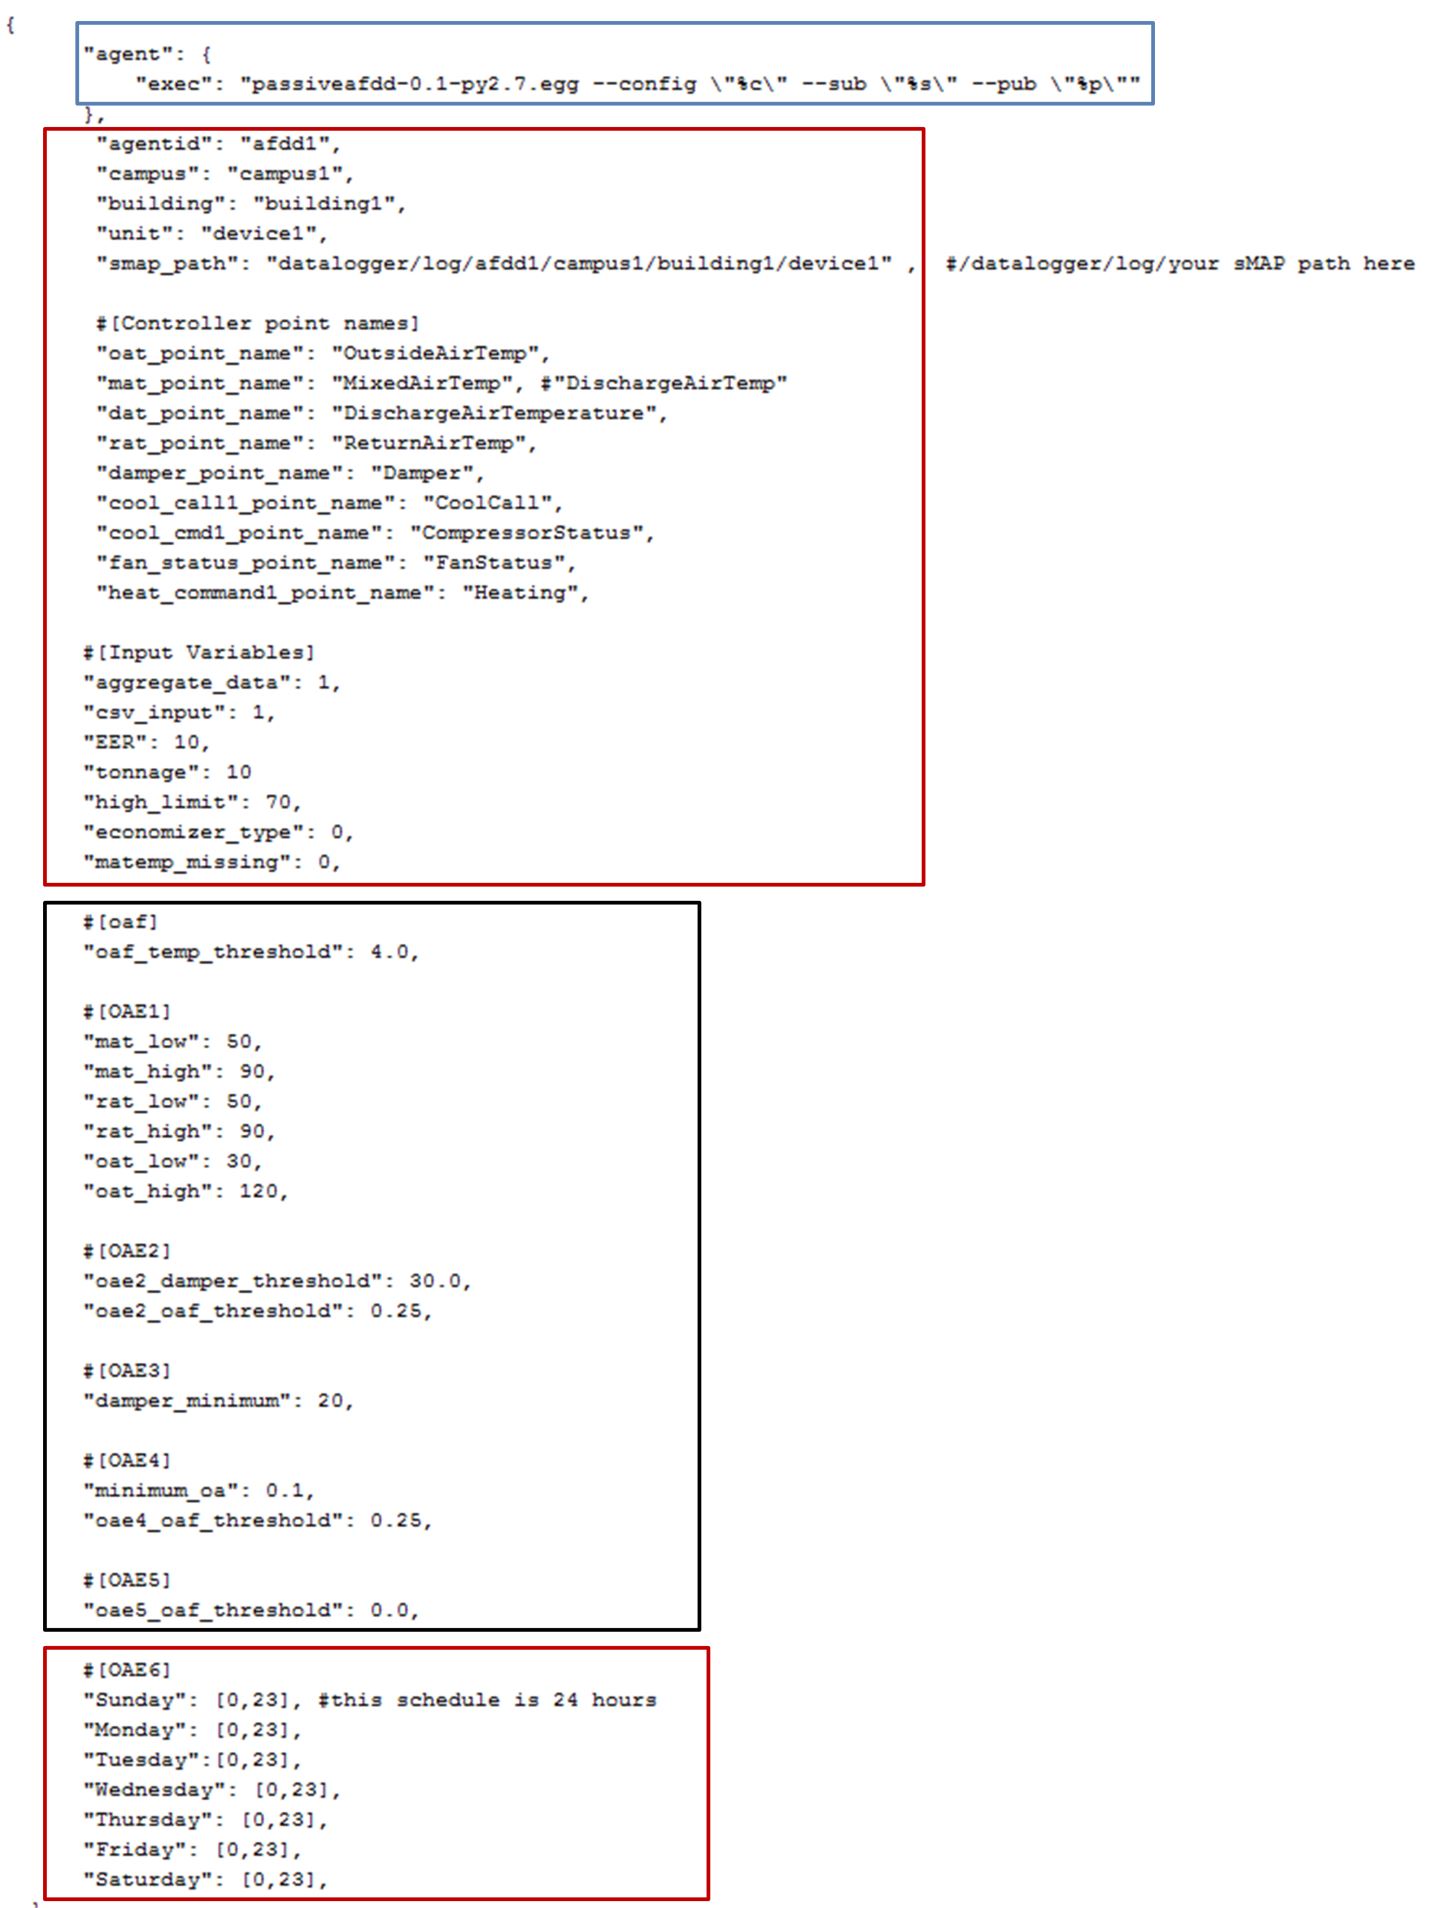 {
"agent": {
"exec": "passiveafdd-0.1-py2.7.egg --config \"%c\" --sub \"%s\" --pub \"%p\""
},
"agentid": "afdd1",
"campus": "campus1",
"building": "building1",
"unit": "device1",
"smap_path": "datalogger/log/afdd1/campus1/building1/device1" , #/datalogger/log/your sMAP path here
#[Controller point names]
"oat_point_name": "OutsideAirTemp",
"mat_point_name": "MixedAirTemp", #"DischargeAirTemp"
"dat_point_name": "DischargeAirTemperature",
"rat_point_name": "ReturnAirTemp",
"damper_point_name": "Damper",
"cool_call1_point_name": "CoolCall",
"cool_cmd1_point_name": "CompressorStatus",
"fan_status_point_name": "FanStatus",
"heat_command1_point_name": "Heating",
#[Input Variables]
"aggregate_data": 1,
"csv_input": 1,
"EER": 10,
"tonnage": 10
"high_limit": 70,
"economizer_type": 0,
"matemp_missing": 0,
#[oaf]
"oaf_temp_threshold": 4.0,
#[OAE1]
"mat_low": 50,
"mat_high": 90,
"rat_low": 50,
"rat_high": 90,
"oat_low": 30,
"oat_high": 120,
#[OAE2]
"oae2_damper_threshold": 30.0,
"oae2_oaf_threshold": 0.25,
#[OAE3]
"damper_minimum": 20,
#[OAE4]
"minimum_oa": 0.1,
"oae4_oaf_threshold": 0.25,
#[OAE5]
"oae5_oaf_threshold": 0.0,
#[OAE6]
"Sunday": [0,23], #this schedule is 24 hours
"Monday": [0,23],
"Tuesday":[0,23],
"Wednesday": [0,23],
"Thursday": [0,23],
"Friday": [0,23],
"Saturday": [0,23],
}